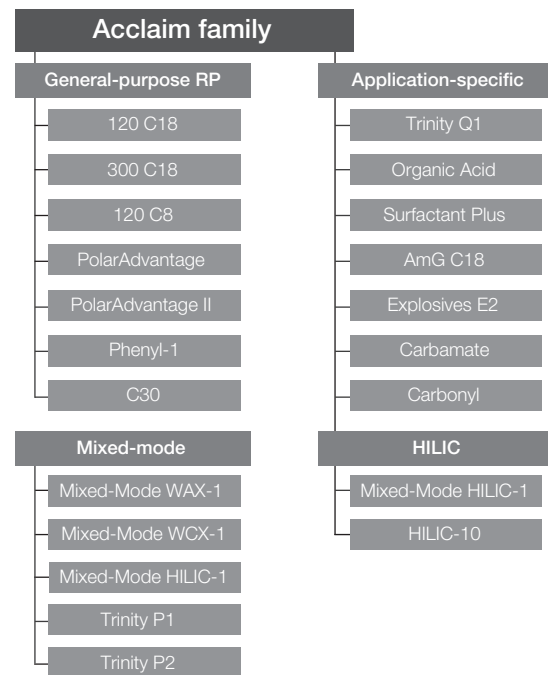 Acclaim family
General-purpose RP
120 C18
300 C18
120 C8
PolarAdvantage
PolarAdvantage II
Phenyl-1
C30
Mixed-mode
Mixed-Mode WAX-1
Mixed-Mode WCX-1
Mixed-Mode HILIC-1
Trinity P1
Trinity P2
Application-specific
Trinity Q1
Organic Acid
Surfactant Plus
AmG C18
Explosives E2
Carbamate
Carbonyl
HILIC
Mixed-Mode HILIC-1
HILIC-10